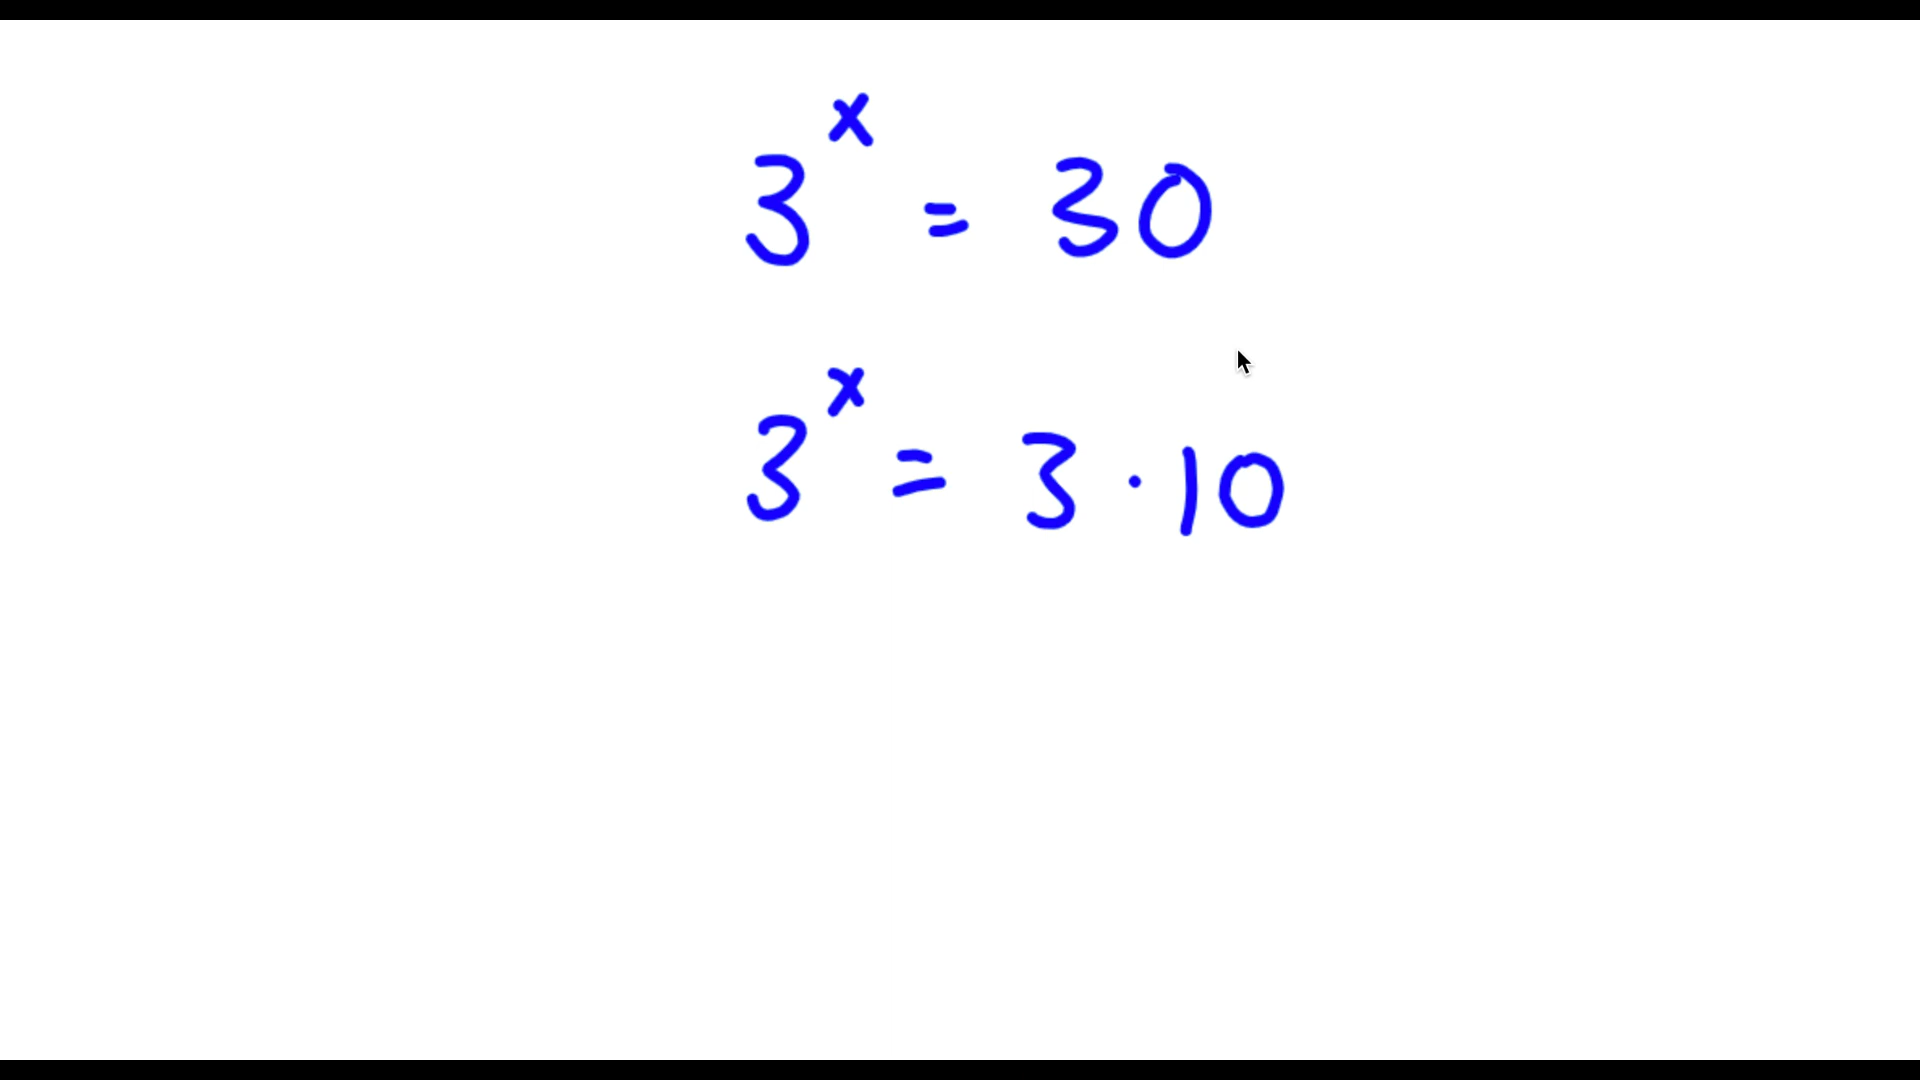 3^x = 30
3^x = 3 · 10